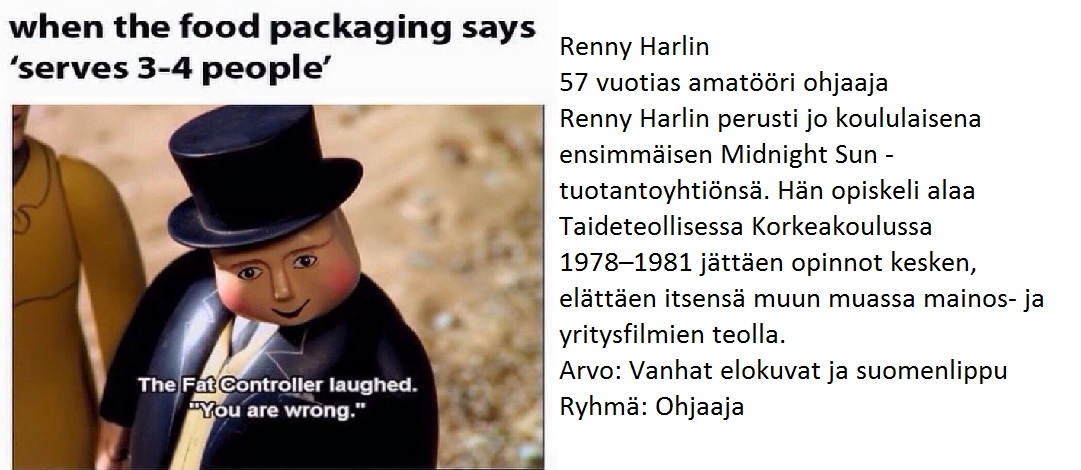 when the food packaging says
‘serves 3-4 people’
The Fat Controller laughed.
"You are wrong."
Renny Harlin
57 vuotias amatööri ohjaaja
Renny Harlin perusti jo koululaisena
ensimmäisen Midnight Sun -
tuotantoyhtiönsä. Hän opiskeli alaa
Taideteollisessa Korkeakoulussa
1978–1981 jättäen opinnot kesken,
elättäen itsensä muun muassa mainos- ja
yritysfilmien teolla.
Arvo: Vanhat elokuvat ja suomenlippu
Ryhmä: Ohjaaja